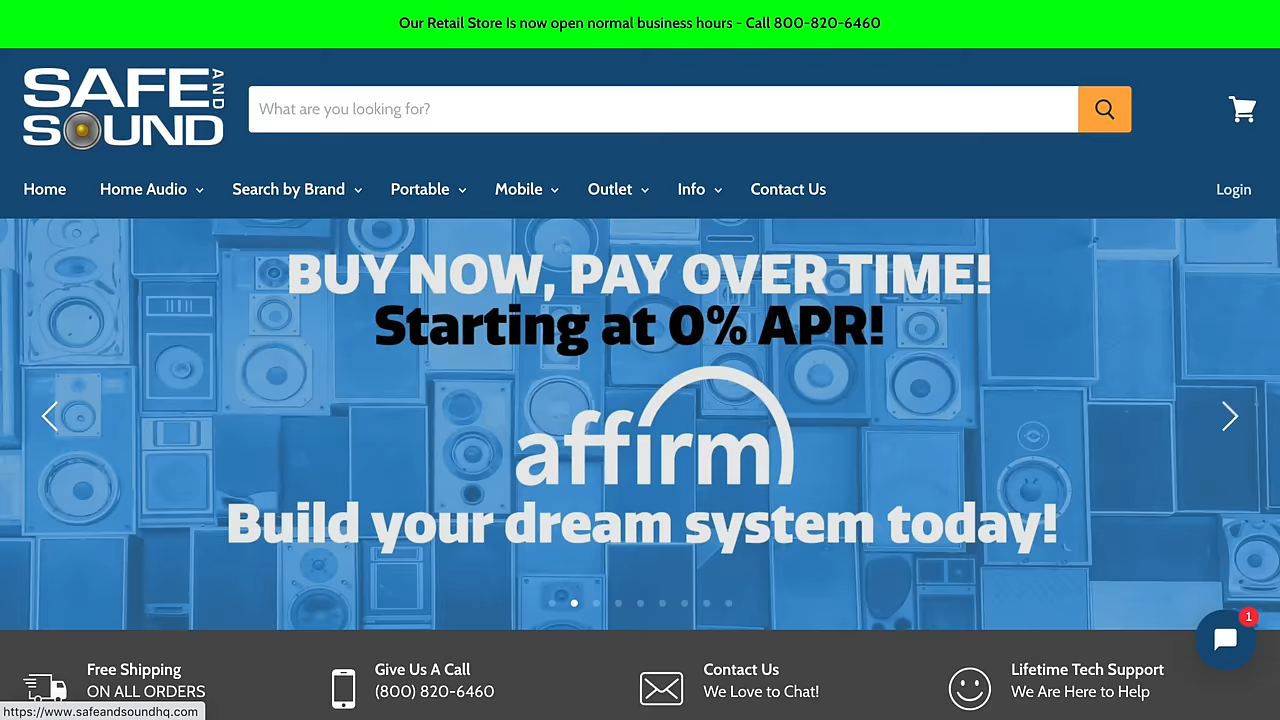 Our Retail Store Is now open normal business hours - Call 800-820-6460
SAFE AND
SOUND
What are you looking for?
Home
Home Audio
Search by Brand
Portable
Mobile
Outlet
Info
Contact Us
Login
BUY NOW, PAY OVER TIME!
Starting at 0% APR!
affirm
Build your dream system today!
1
Free Shipping
ON ALL ORDERS
Give Us A Call
(800) 820-6460
Contact Us
We Love to Chat!
Lifetime Tech Support
We Are Here to Help
https://www.safeandsoundhq.com